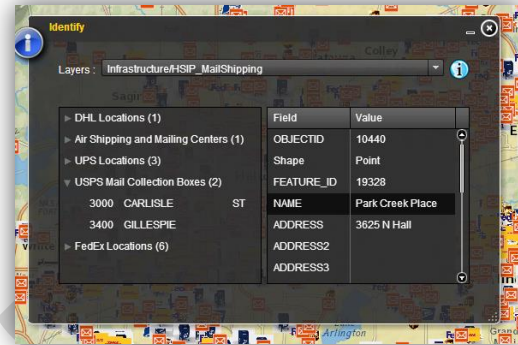 Identify
Colley
Layers : Infrastructure/HSIP_MailShipping
DHL Locations (1)
Air Shipping and Mailing Centers (1)
UPS Locations (3)
USPS Mail Collection Boxes (2)
3000 CARLISLE ST
3400 GILLESPIE
FedEx Locations (6)
Field Value
OBJECTID 10440
Shape Point
FEATURE_ID 19328
NAME Park Creek Place
ADDRESS 3625 N Hall
ADDRESS2
ADDRESS3
Arlington
Grand